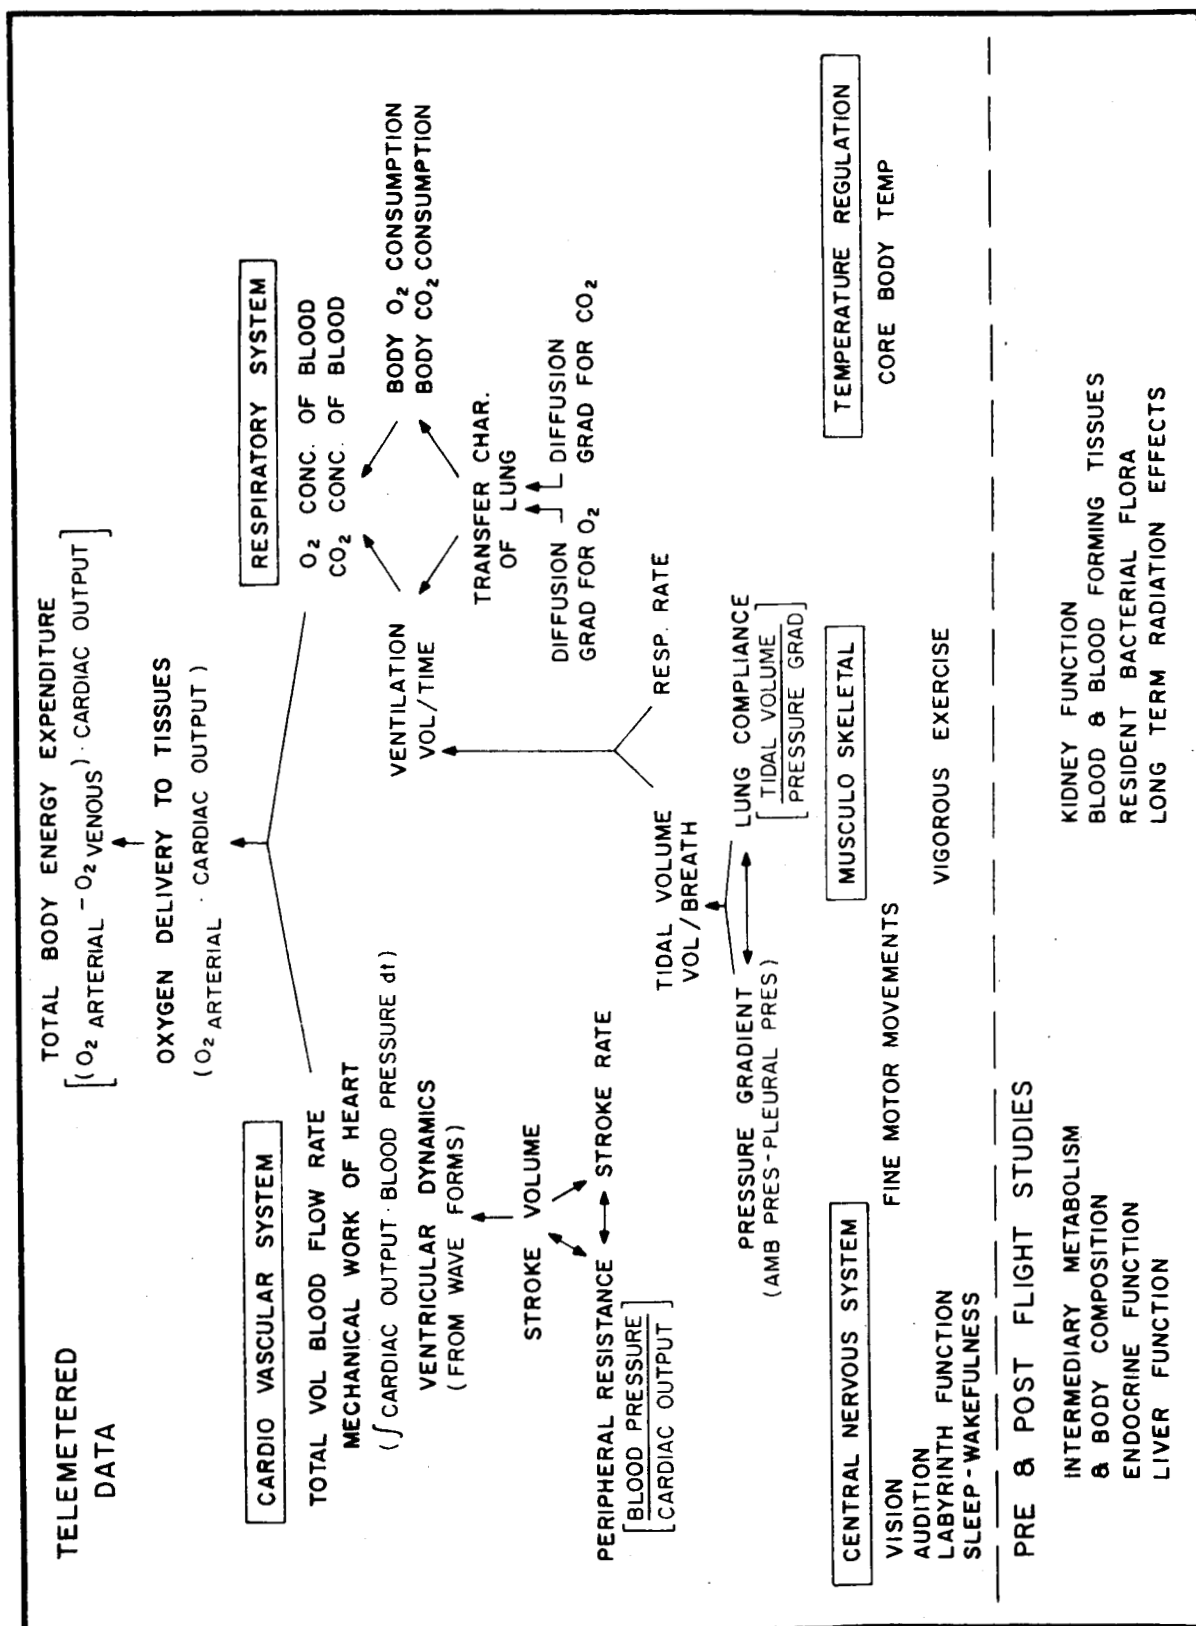 TELEMETERED
DATA
TOTAL BODY ENERGY EXPENDITURE
[(O₂ ARTERIAL - O₂ VENOUS) · CARDIAC OUTPUT]
OXYGEN DELIVERY TO TISSUES
(O₂ ARTERIAL · CARDIAC OUTPUT)
CARDIO VASCULAR SYSTEM
TOTAL VOL BLOOD FLOW RATE
MECHANICAL WORK OF HEART
(∫ CARDIAC OUTPUT · BLOOD PRESSURE dt)
VENTRICULAR DYNAMICS
(FROM WAVE FORMS)
STROKE VOLUME
PERIPHERAL RESISTANCE
[BLOOD PRESSURE
CARDIAC OUTPUT]
STROKE RATE
RESPIRATORY SYSTEM
O₂ CONC. OF BLOOD
CO₂ CONC. OF BLOOD
BODY O₂ CONSUMPTION
BODY CO₂ CONSUMPTION
VENTILATION
VOL/TIME
TRANSFER CHAR.
OF LUNG
DIFFUSION
GRAD FOR O₂
DIFFUSION
GRAD FOR CO₂
RESP. RATE
TIDAL VOLUME
VOL/BREATH
PRESSURE GRADIENT
(AMB PRES-PLEURAL PRES)
LUNG COMPLIANCE
[TIDAL VOLUME
PRESSURE GRAD]
CENTRAL NERVOUS SYSTEM
VISION
AUDITION
LABYRINTH FUNCTION
SLEEP-WAKEFULNESS
FINE MOTOR MOVEMENTS
MUSCULO SKELETAL
VIGOROUS EXERCISE
TEMPERATURE REGULATION
CORE BODY TEMP
PRE & POST FLIGHT STUDIES
INTERMEDIARY METABOLISM
& BODY COMPOSITION
ENDOCRINE FUNCTION
LIVER FUNCTION
KIDNEY FUNCTION
BLOOD & BLOOD FORMING TISSUES
RESIDENT BACTERIAL FLORA
LONG TERM RADIATION EFFECTS